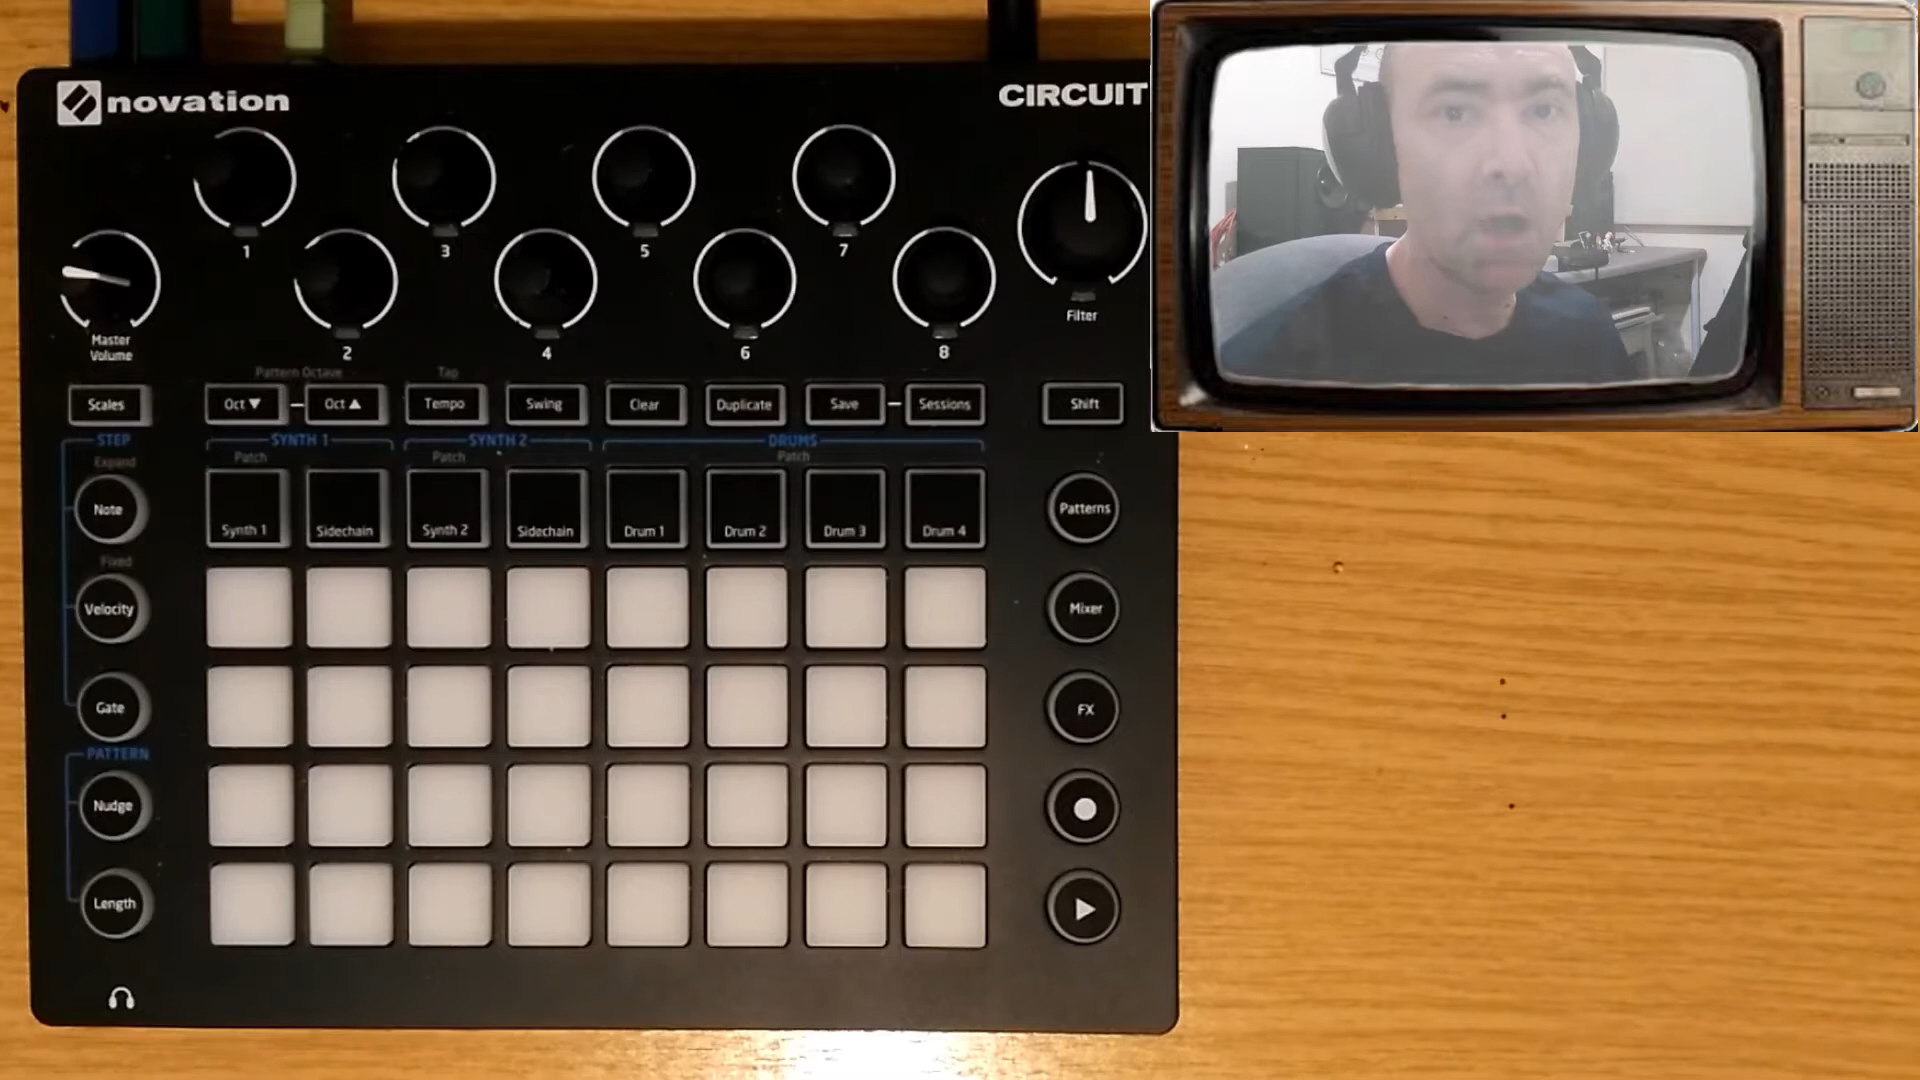 novation
CIRCUIT
1
3
5
7
Master
Volume
2
4
6
8
Filter
Pattern Octave
Tap
Scales
Oct ▼
Oct ▲
Tempo
Swing
Clear
Duplicate
Save
Sessions
Shift
STEP
SYNTH 1
SYNTH 2
DRUMS
Expand
Patch
Patch
Patch
Note
Synth 1
Sidechain
Synth 2
Sidechain
Drum 1
Drum 2
Drum 3
Drum 4
Patterns
Fixed
Velocity
Mixer
Gate
FX
PATTERN
Nudge
Length